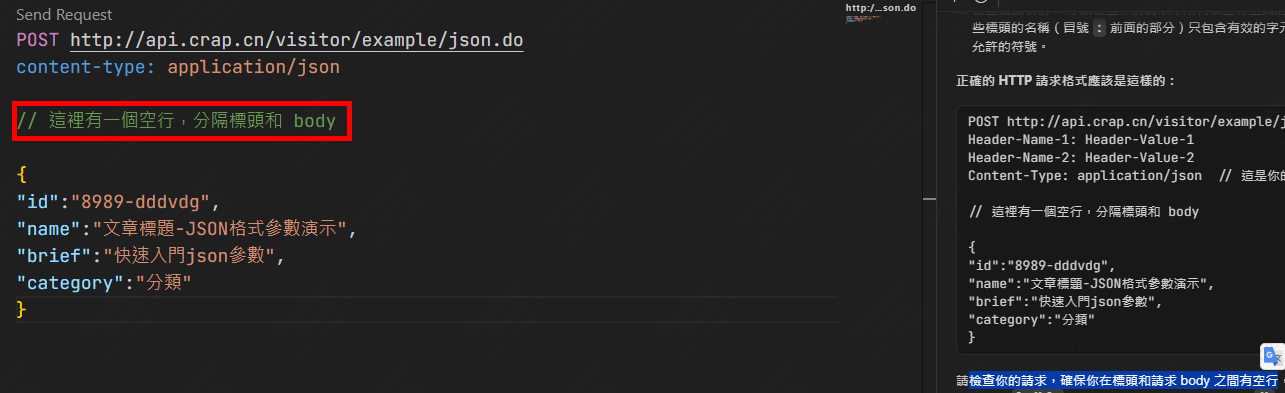 Send Request
POST http://api.crap.cn/visitor/example/json.do
content-type: application/json
// 這裡有一個空行，分隔標頭和 body
{
"id":"8989-dddvdg",
"name":"文章標題-JSON格式參數演示",
"brief":"快速入門json參數",
"category":"分類"
}
http:/...son.do
些標頭的名稱（冒號 : 前面的部分）只包含有效的字元
允許的符號。
正確的 HTTP 請求格式應該是這樣的：
POST http://api.crap.cn/visitor/example/j
Header-Name-1: Header-Value-1
Header-Name-2: Header-Value-2
Content-Type: application/json // 這是你的
// 這裡有一個空行，分隔標頭和 body
{
"id":"8989-dddvdg",
"name":"文章標題-JSON格式參數演示",
"brief":"快速入門json參數",
"category":"分類"
}
請檢查你的請求，確保你在標頭和請求 body 之間有空行